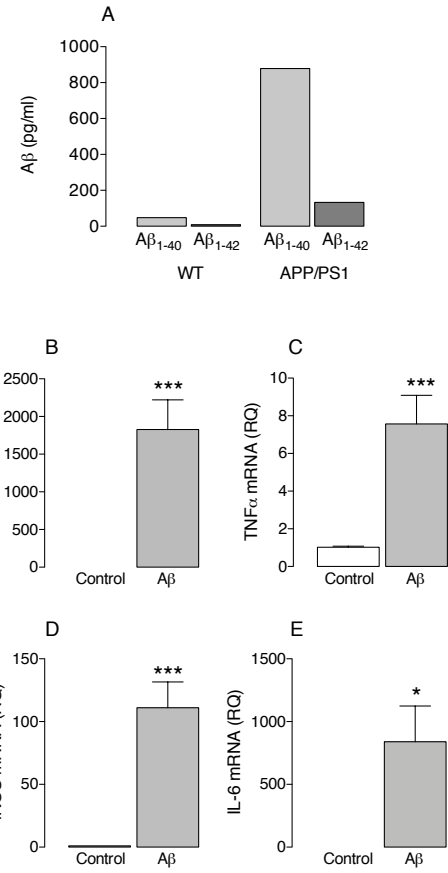 A
Aβ (pg/ml)
1000
800
600
400
200
0
Aβ1-40 Aβ1-42 Aβ1-40 Aβ1-42
WT APP/PS1
B
2500
2000
1500
1000
500
0
***
Control Aβ
C
TNFα mRNA (RQ)
10
8
6
4
2
0
***
Control Aβ
D
150
100
50
0
***
Control Aβ
E
IL-6 mRNA (RQ)
1500
1000
500
0
*
Control Aβ